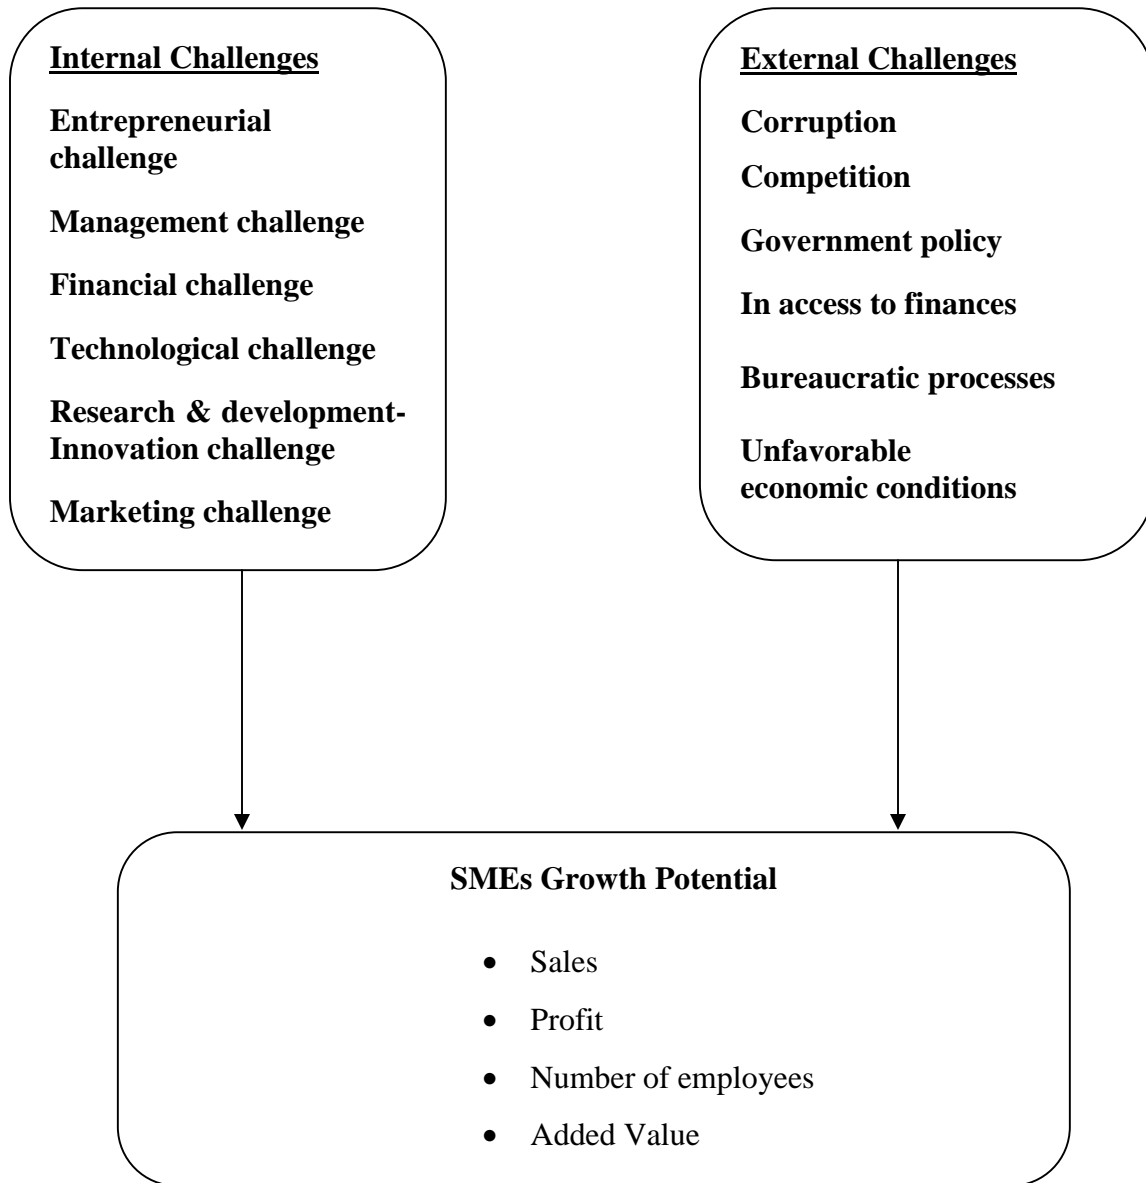 Internal Challenges
Entrepreneurial
challenge
Management challenge
Financial challenge
Technological challenge
Research & development-
Innovation challenge
Marketing challenge
External Challenges
Corruption
Competition
Government policy
In access to finances
Bureaucratic processes
Unfavorable
economic conditions
SMEs Growth Potential
• Sales
• Profit
• Number of employees
• Added Value